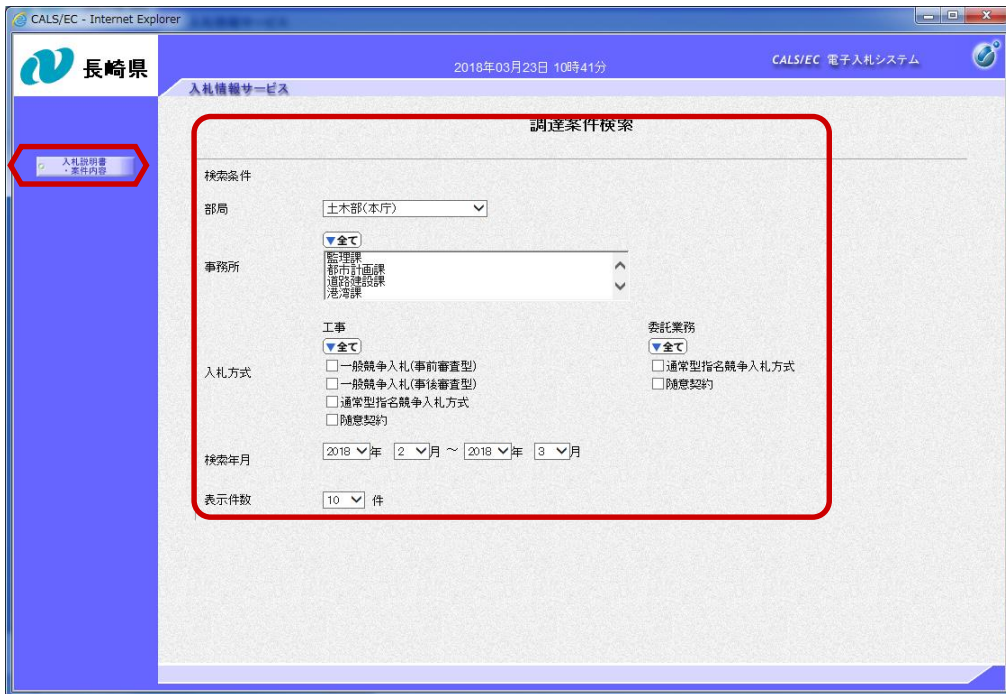 CALS/EC - Internet Explorer
長崎県
2018年03月23日 10時41分
CALS/EC 電子入札システム
入札情報サービス
入札説明書
・案件内容
調達案件検索
検索条件
部局
土木部(本庁)
事務所
▼全て
監理課
都市計画課
道路建設課
港湾課
入札方式
工事
▼全て
一般競争入札(事前審査型)
一般競争入札(事後審査型)
通常型指名競争入札方式
随意契約
委託業務
▼全て
通常型指名競争入札方式
随意契約
検索年月
2018 年 2 月 ~ 2018 年 3 月
表示件数
10 件